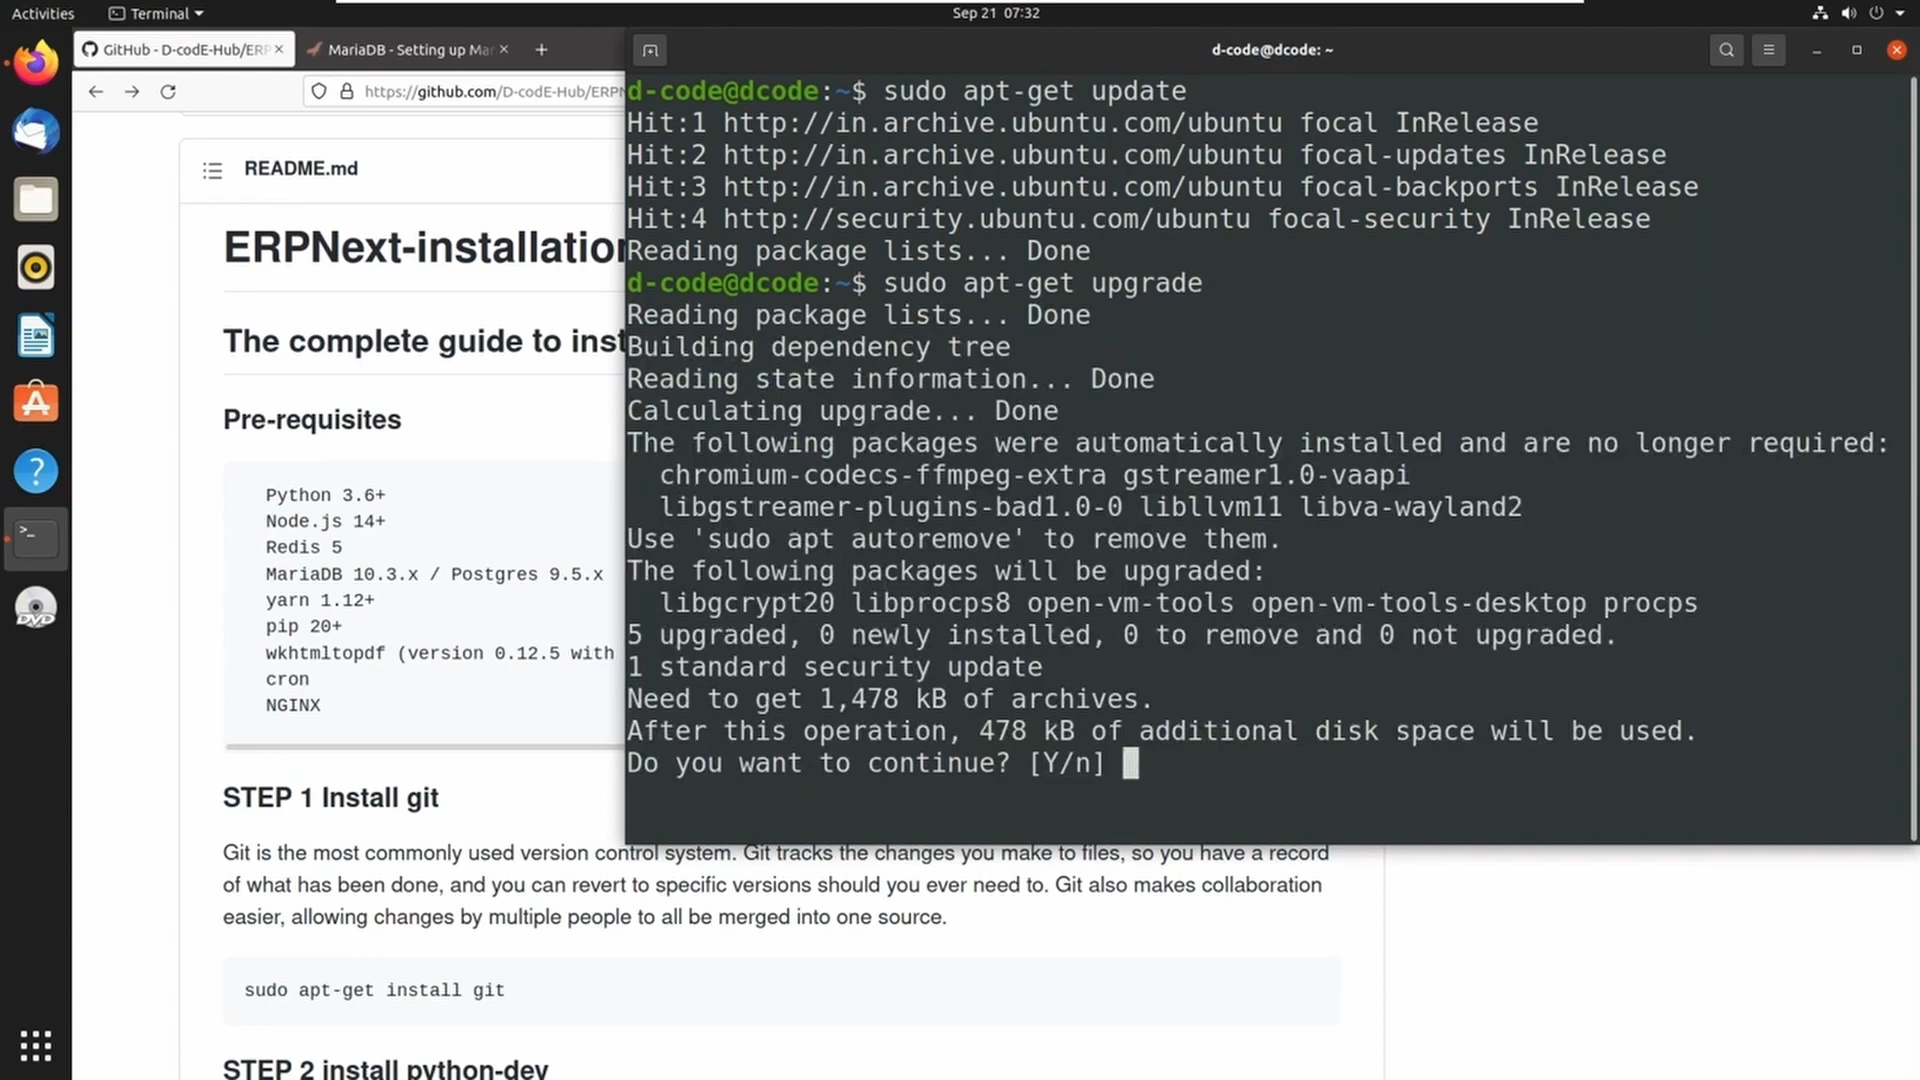 Activities
Terminal
Sep 21 07:32
GitHub - D-codE-Hub/ERP
MariaDB - Setting up Mar
https://github.com/D-codE-Hub/ERPN
README.md
ERPNext-installation
The complete guide to inst
Pre-requisites
Python 3.6+
Node.js 14+
Redis 5
MariaDB 10.3.x / Postgres 9.5.x
yarn 1.12+
pip 20+
wkhtmltopdf (version 0.12.5 with
cron
NGINX
STEP 1 Install git
Git is the most commonly used version control system. Git tracks the changes you make to files, so you have a record
of what has been done, and you can revert to specific versions should you ever need to. Git also makes collaboration
easier, allowing changes by multiple people to all be merged into one source.
sudo apt-get install git
STEP 2 install python-dev
d-code@dcode: ~
d-code@dcode:~$ sudo apt-get update
Hit:1 http://in.archive.ubuntu.com/ubuntu focal InRelease
Hit:2 http://in.archive.ubuntu.com/ubuntu focal-updates InRelease
Hit:3 http://in.archive.ubuntu.com/ubuntu focal-backports InRelease
Hit:4 http://security.ubuntu.com/ubuntu focal-security InRelease
Reading package lists... Done
d-code@dcode:~$ sudo apt-get upgrade
Reading package lists... Done
Building dependency tree
Reading state information... Done
Calculating upgrade... Done
The following packages were automatically installed and are no longer required:
chromium-codecs-ffmpeg-extra gstreamer1.0-vaapi
libgstreamer-plugins-bad1.0-0 libllvm11 libva-wayland2
Use 'sudo apt autoremove' to remove them.
The following packages will be upgraded:
libgcrypt20 libprocps8 open-vm-tools open-vm-tools-desktop procps
5 upgraded, 0 newly installed, 0 to remove and 0 not upgraded.
1 standard security update
Need to get 1,478 kB of archives.
After this operation, 478 kB of additional disk space will be used.
Do you want to continue? [Y/n]
DVD